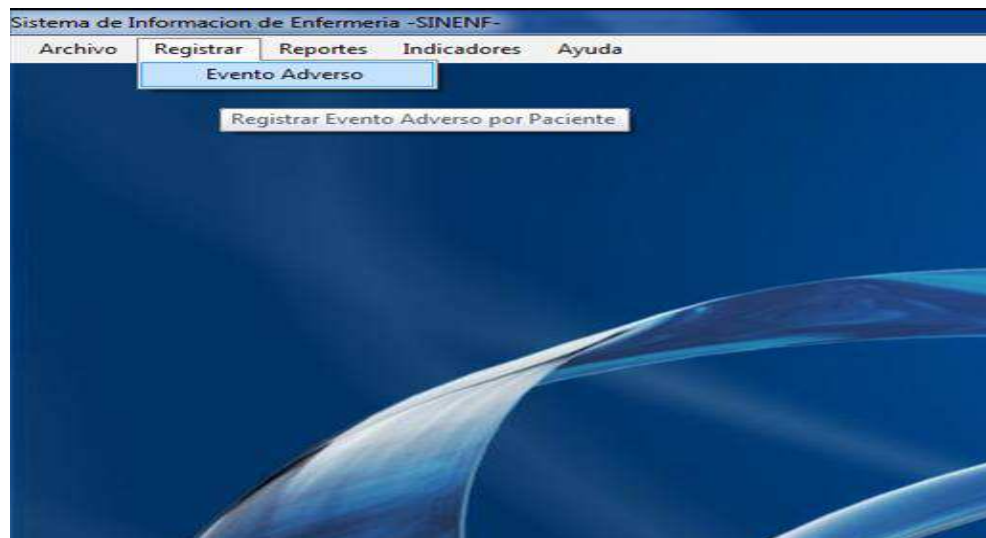 Sistema de Informacion de Enfermeria -SINENF-
Archivo Registrar Reportes Indicadores Ayuda
Evento Adverso
Registrar Evento Adverso por Paciente